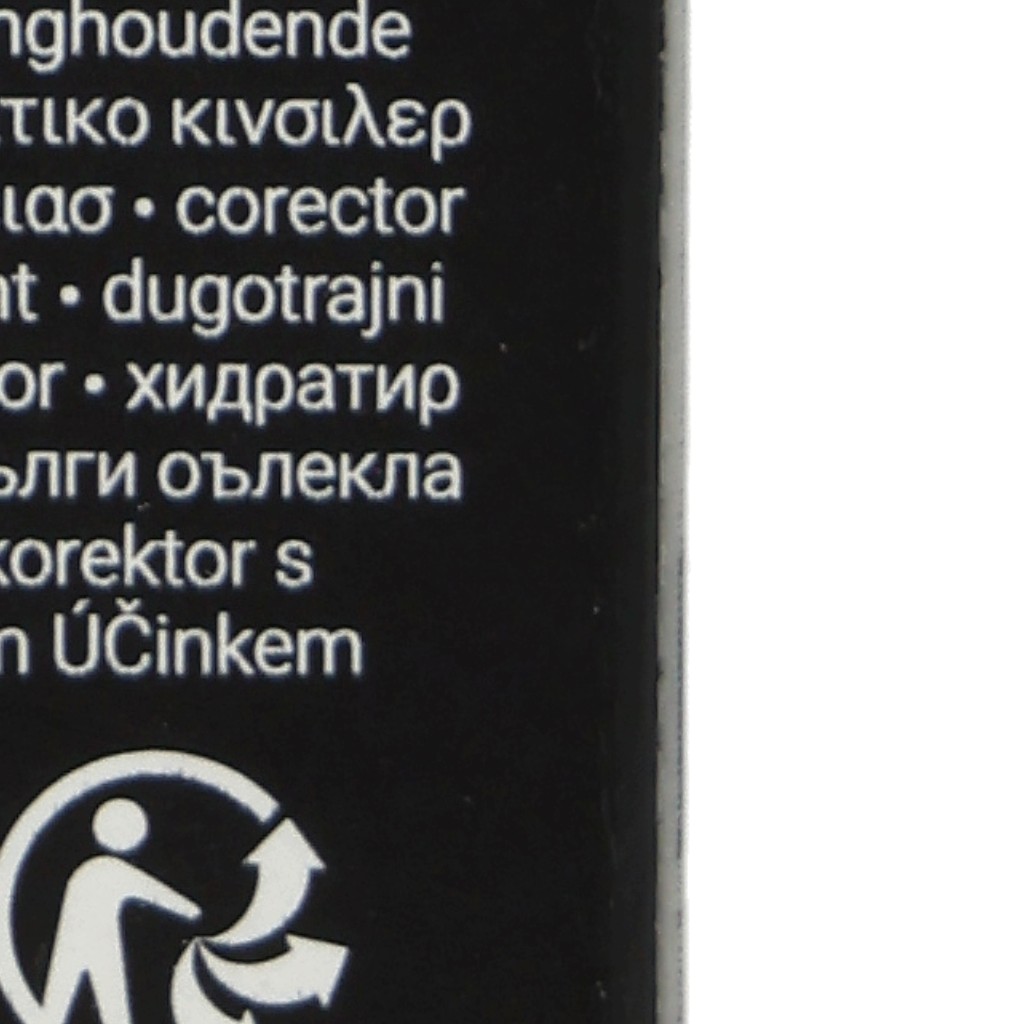 nghoudende
τικο κινσιλερ
ιασ • corector
nt • dugotrajni
or • хидратир
ълги оълекла
korektor s
m ÚČinkem